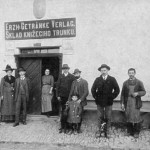 ERZH. GETRÄNKE VERLAG.
SKLAD KNÍŽECÍHO TRUNKU